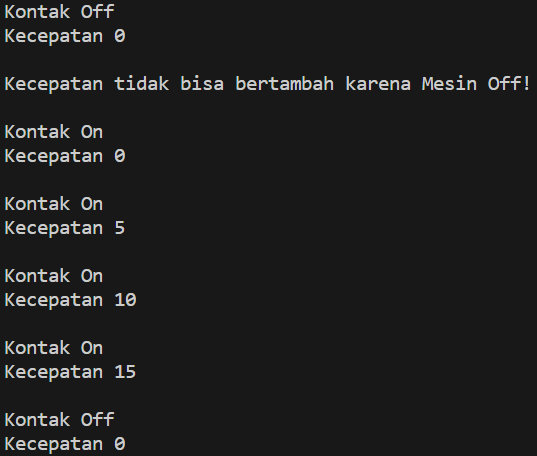 Kontak Off
Kecepatan 0
Kecepatan tidak bisa bertambah karena Mesin Off!
Kontak On
Kecepatan 0
Kontak On
Kecepatan 5
Kontak On
Kecepatan 10
Kontak On
Kecepatan 15
Kontak Off
Kecepatan 0